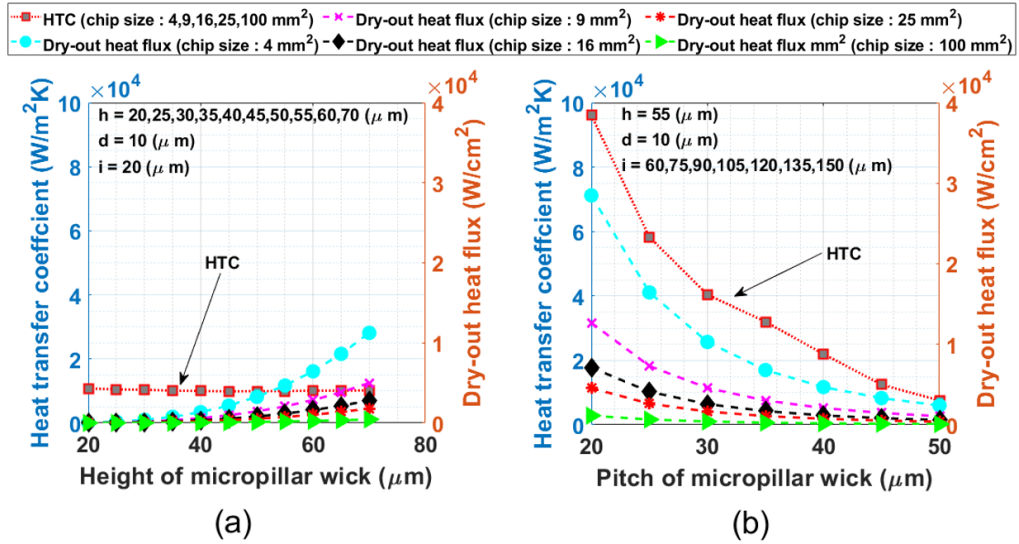 HTC (chip size : 4,9,16,25,100 mm²) Dry-out heat flux (chip size : 9 mm²) Dry-out heat flux (chip size : 25 mm²)
Dry-out heat flux (chip size : 4 mm²) Dry-out heat flux (chip size : 16 mm²) Dry-out heat flux mm² (chip size : 100 mm²)
×10⁴
×10⁴
Heat transfer coeffcient (W/m²K)
10
8
6
4
2
0
h = 20,25,30,35,40,45,50,55,60,70 (μ m)
d = 10 (μ m)
i = 20 (μ m)
HTC
4
3
2
1
0
Dry-out heat flux (W/cm²)
20 40 60 80
Height of micropillar wick (μm)
(a)
×10⁴
×10⁴
Heat transfer coeffcient (W/m²K)
10
8
6
4
2
0
h = 55 (μ m)
d = 10 (μ m)
i = 60,75,90,105,120,135,150 (μ m)
HTC
4
3
2
1
0
Dry-out heat flux (W/cm²)
20 30 40 50
Pitch of micropillar wick (μm)
(b)